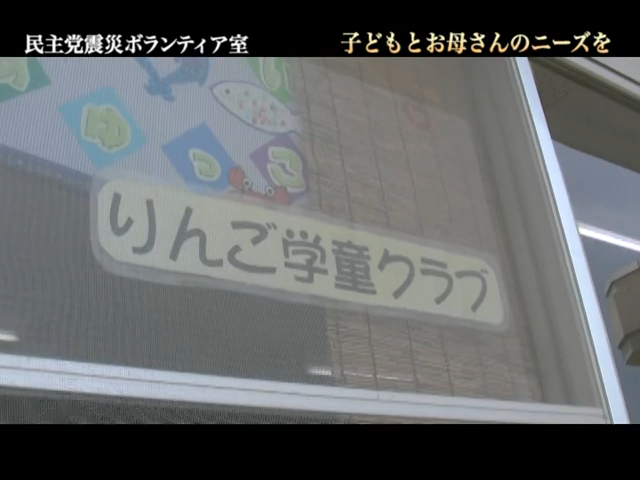 民主党震災ボランティア室
子どもとお母さんのニーズを
りんご学童クラブ